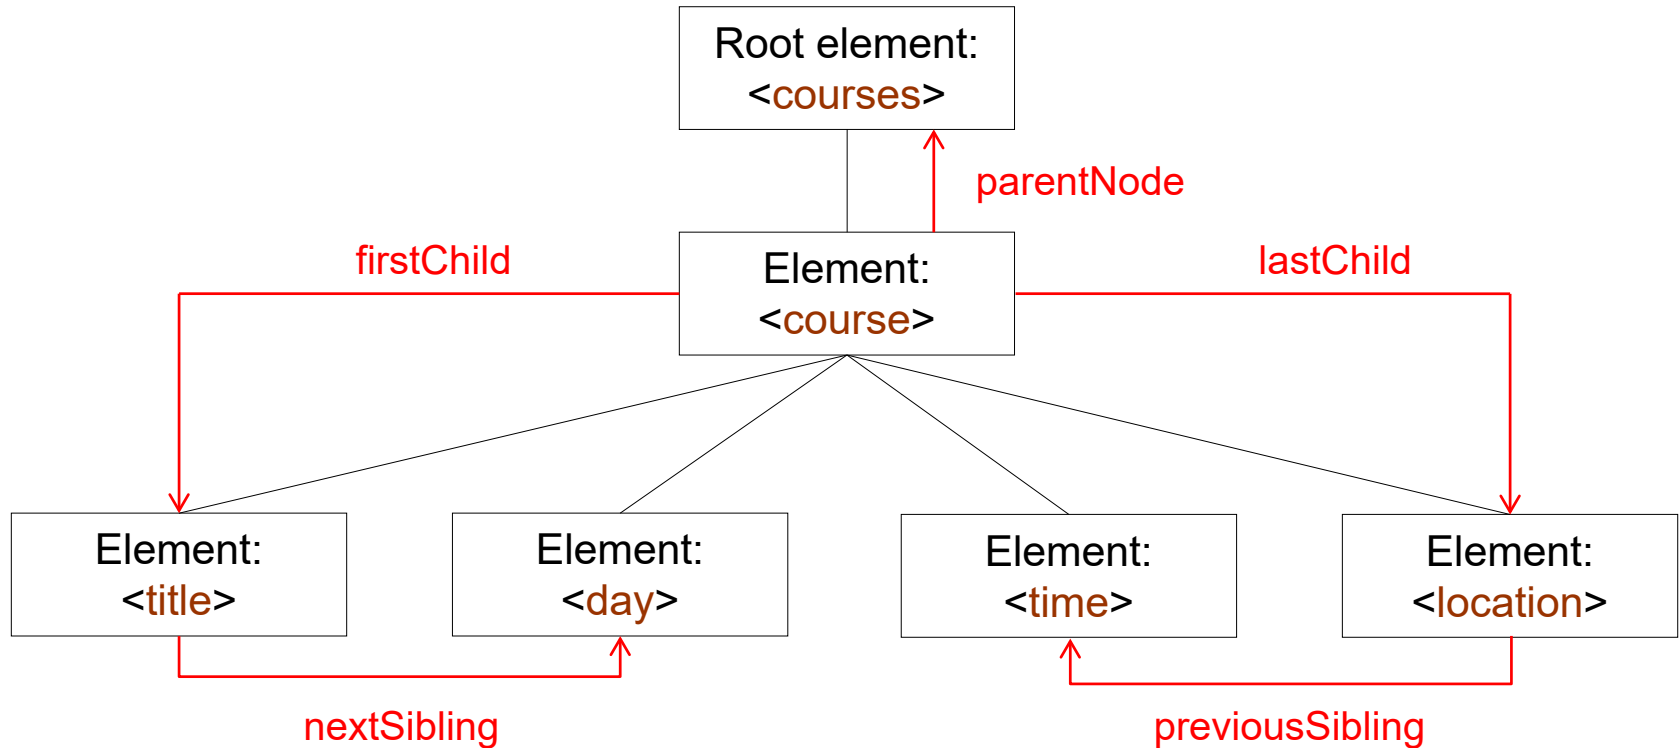 Root element:
<courses>
parentNode
firstChild
lastChild
Element:
<course>
Element:
<title>
Element:
<day>
Element:
<time>
Element:
<location>
nextSibling
previousSibling